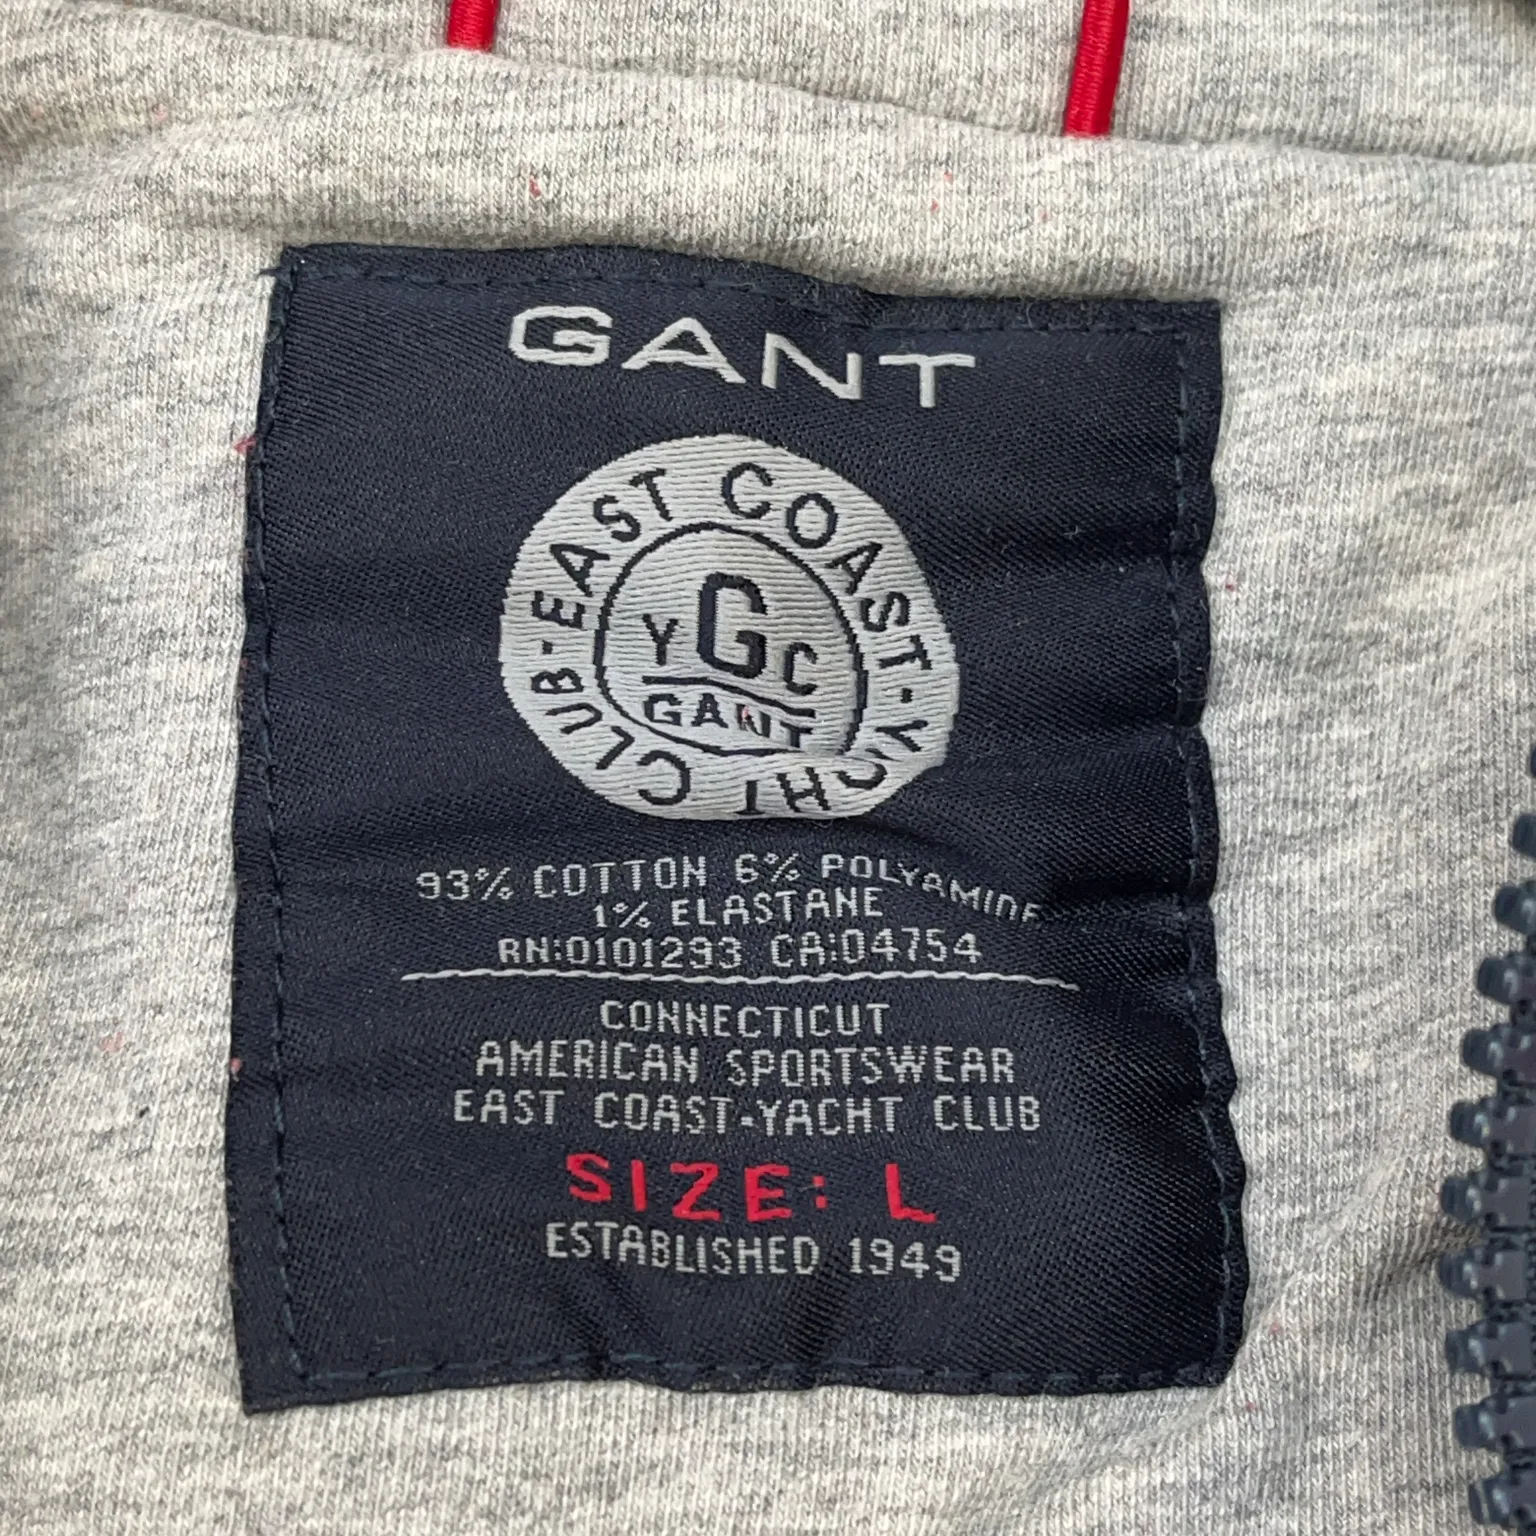 GANT
EAST COAST-YACHT CLUB-
YGC
GANT
93% COTTON 6% POLYAMIDE
1% ELASTANE
RN:0101293 CA:04754
CONNECTICUT
AMERICAN SPORTSWEAR
EAST COAST-YACHT CLUB
SIZE: L
ESTABLISHED 1949